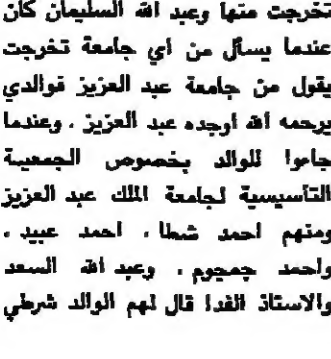 تخرجت منها وعبد الله السليمان كان
عندما يسأل من أي جامعة تخرجت
يقول من جامعة عبد العزيز فوالدي
يرحمه الله أوجده عبد العزيز . وعندما
جاءوا للوالد بخصوص الجمعية
التأسيسية لجامعة الملك عبد العزيز
ومنهم احمد شطا ، احمد عبيد ،
واحمد جمجوم ، وعبد الله السعد
والاستاذ الفدا قال لهم الوالد شرطي